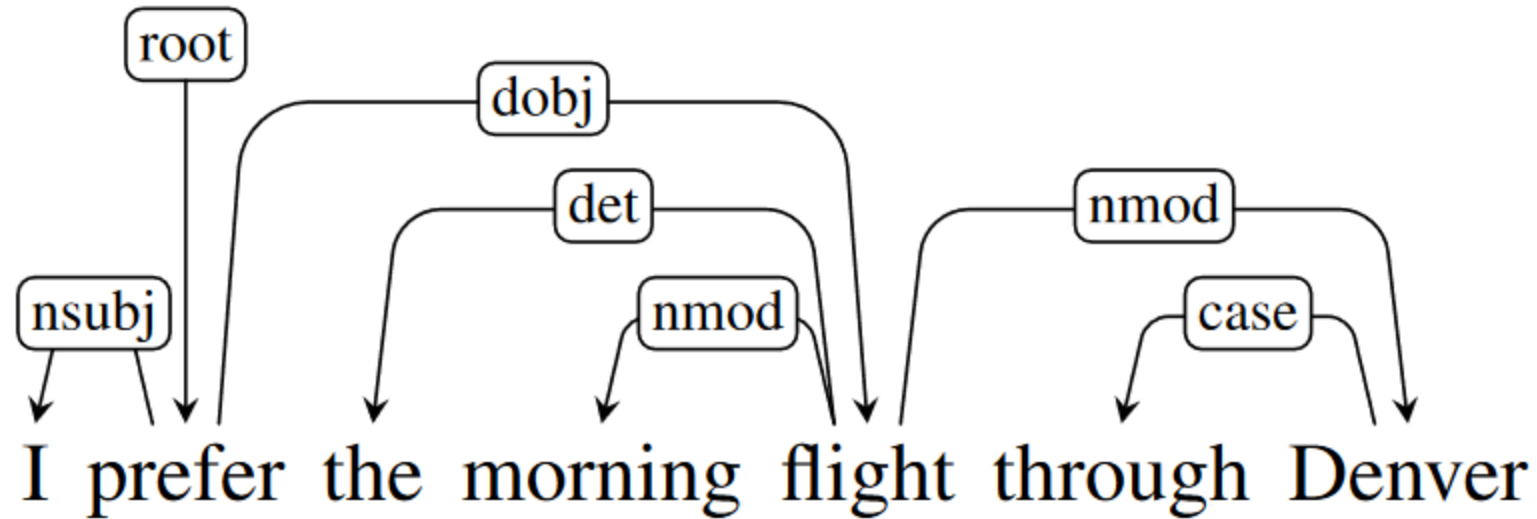 root
dobj
det nmod
nsubj nmod case
I prefer the morning flight through Denver